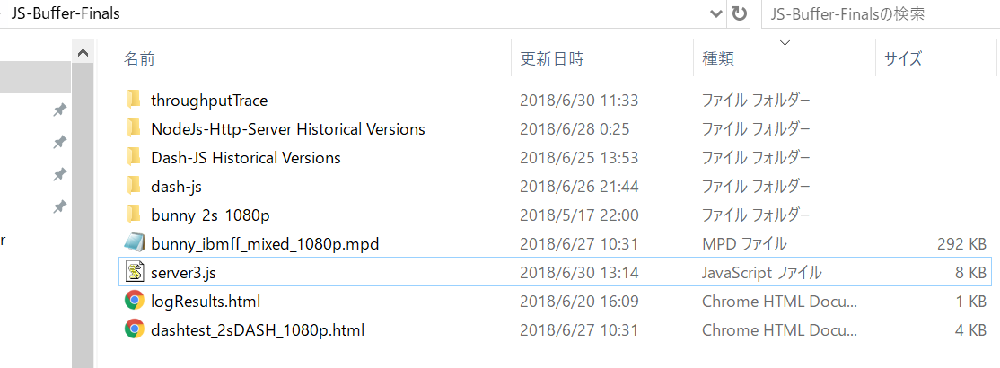 JS-Buffer-Finals JS-Buffer-Finalsの検索
名前 更新日時 種類 サイズ
throughputTrace 2018/6/30 11:33 ファイル フォルダー
NodeJs-Http-Server Historical Versions 2018/6/28 0:25 ファイル フォルダー
Dash-JS Historical Versions 2018/6/25 13:53 ファイル フォルダー
dash-js 2018/6/26 21:44 ファイル フォルダー
bunny_2s_1080p 2018/5/17 22:00 ファイル フォルダー
r bunny_ibmff_mixed_1080p.mpd 2018/6/27 10:31 MPD ファイル 292 KB
server3.js 2018/6/30 13:14 JavaScript ファイル 8 KB
logResults.html 2018/6/20 16:09 Chrome HTML Docu... 1 KB
dashtest_2sDASH_1080p.html 2018/6/27 10:31 Chrome HTML Docu... 4 KB